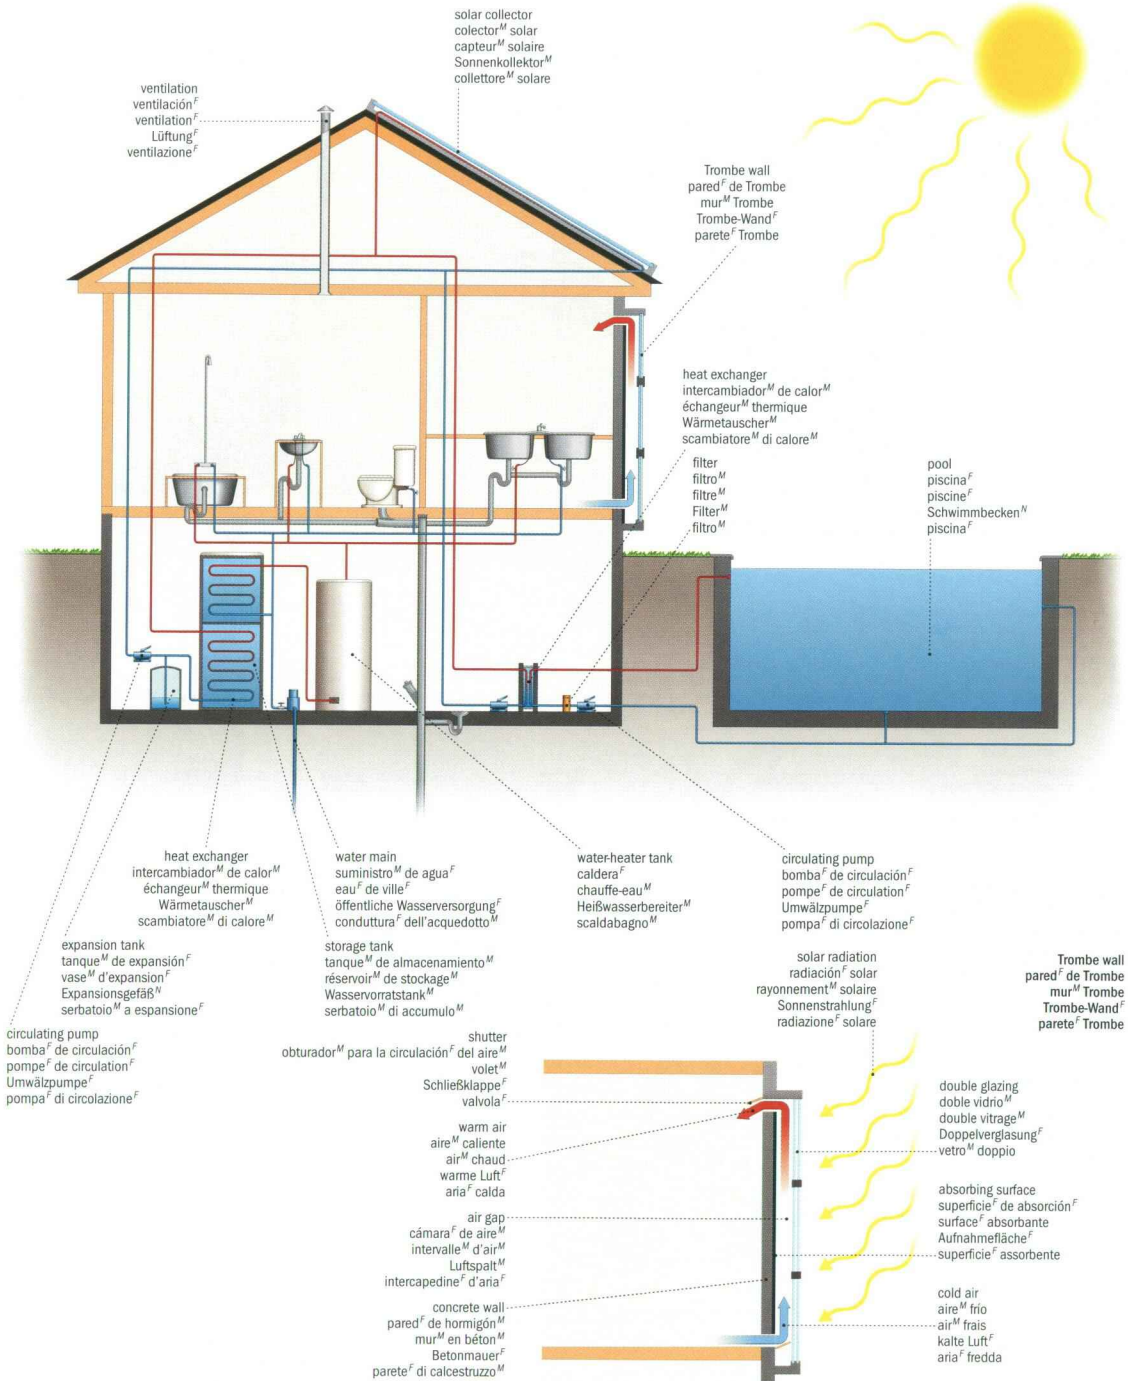 solar collector
colector^M solar
capteur^M solaire
Sonnenkollektor^M
collettore^M solare
ventilation
ventilación^F
ventilation^F
Lüftung^F
ventilazione^F
Trombe wall
pared^F de Trombe
mur^M Trombe
Trombe-Wand^F
parete^F Trombe
heat exchanger
intercambiador^M de calor^M
échangeur^M thermique
Wärmetauscher^M
scambiatore^M di calore^M
filter
filtro^M
filtre^M
Filter^M
filtro^M
pool
piscina^F
piscine^F
Schwimmbecken^N
piscina^F
heat exchanger
intercambiador^M de calor^M
échangeur^M thermique
Wärmetauscher^M
scambiatore^M di calore^M
water main
suministro^M de agua^F
eau^F de ville^F
öffentliche Wasserversorgung^F
conduttura^F dell'acquedotto^M
water-heater tank
caldera^F
chauffe-eau^M
Heißwasserbereiter^M
scaldabagno^M
circulating pump
bomba^F de circulación^F
pompe^F de circulation^F
Umwälzpumpe^F
pompa^F di circolazione^F
expansion tank
tanque^M de expansión^F
vase^M d'expansion^F
Expansionsgefäß^N
serbatoio^M a espansione^F
storage tank
tanque^M de almacenamiento^M
réservoir^M de stockage^M
Wasservorratstank^M
serbatoio^M di accumulo^M
circulating pump
bomba^F de circulación^F
pompe^F de circulation^F
Umwälzpumpe^F
pompa^F di circolazione^F
solar radiation
radiación^F solar
rayonnement^M solaire
Sonnenstrahlung^F
radiazione^F solare
Trombe wall
pared^F de Trombe
mur^M Trombe
Trombe-Wand^F
parete^F Trombe
shutter
obturador^M para la circulación^F del aire^M
volet^M
Schließklappe^F
valvola^F
warm air
aire^M caliente
air^M chaud
warme Luft^F
aria^F calda
air gap
cámara^F de aire^M
intervalle^M d'air^M
Luftspalt^M
intercapedine^F d'aria^F
concrete wall
pared^F de hormigón^M
mur^M en béton^M
Betonmauer^F
parete^F di calcestruzzo^M
double glazing
doble vidrio^M
double vitrage^M
Doppelverglasung^F
vetro^M doppio
absorbing surface
superficie^F de absorción^F
surface^F absorbante
Aufnahmefläche^F
superficie^F assorbente
cold air
aire^M frío
air^M frais
kalte Luft^F
aria^F fredda